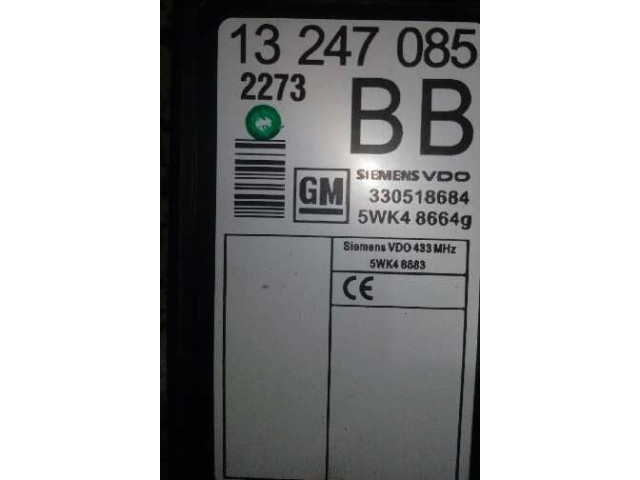 13 247 085
2273
BB
GM
SIEMENS VDO
330518684
5WK4 8664g
Siemens VDO 433 MHz
5WK4 8883
CE